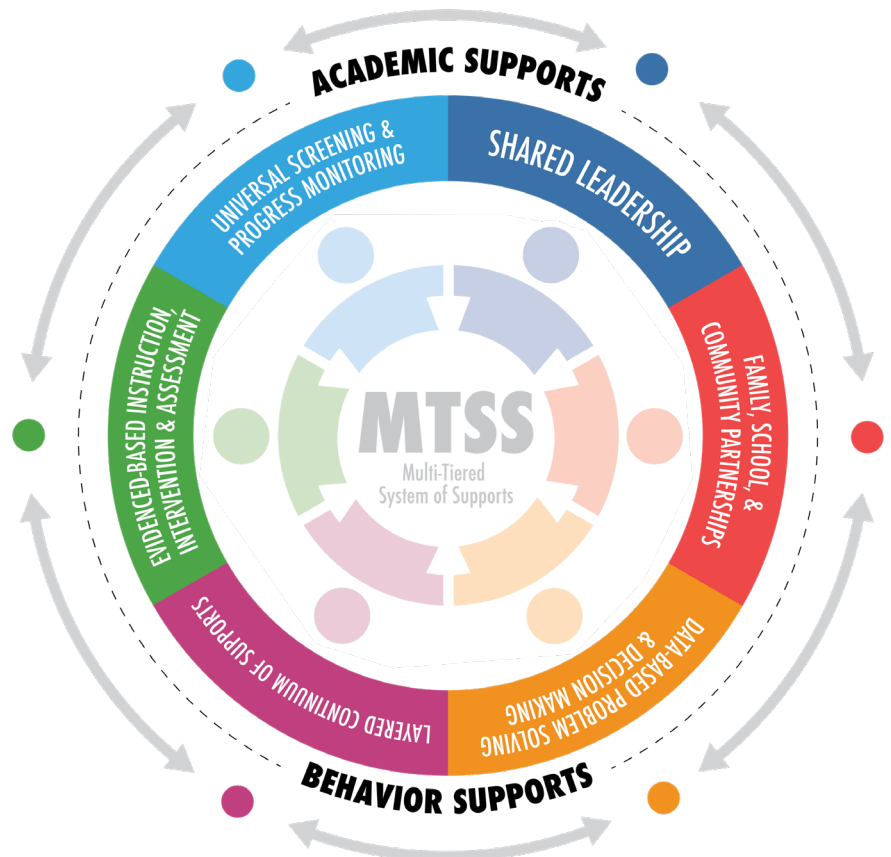 ACADEMIC SUPPORTS
UNIVERSAL SCREENING &
PROGRESS MONITORING
SHARED LEADERSHIP
FAMILY, SCHOOL, &
COMMUNITY PARTNERSHIPS
DATA-BASED PROBLEM SOLVING
& DECISION MAKING
LAYERED CONTINUUM OF SUPPORTS
EVIDENCED-BASED INSTRUCTION,
INTERVENTION & ASSESSMENT
MTSS
Multi-Tiered
System of Supports
BEHAVIOR SUPPORTS